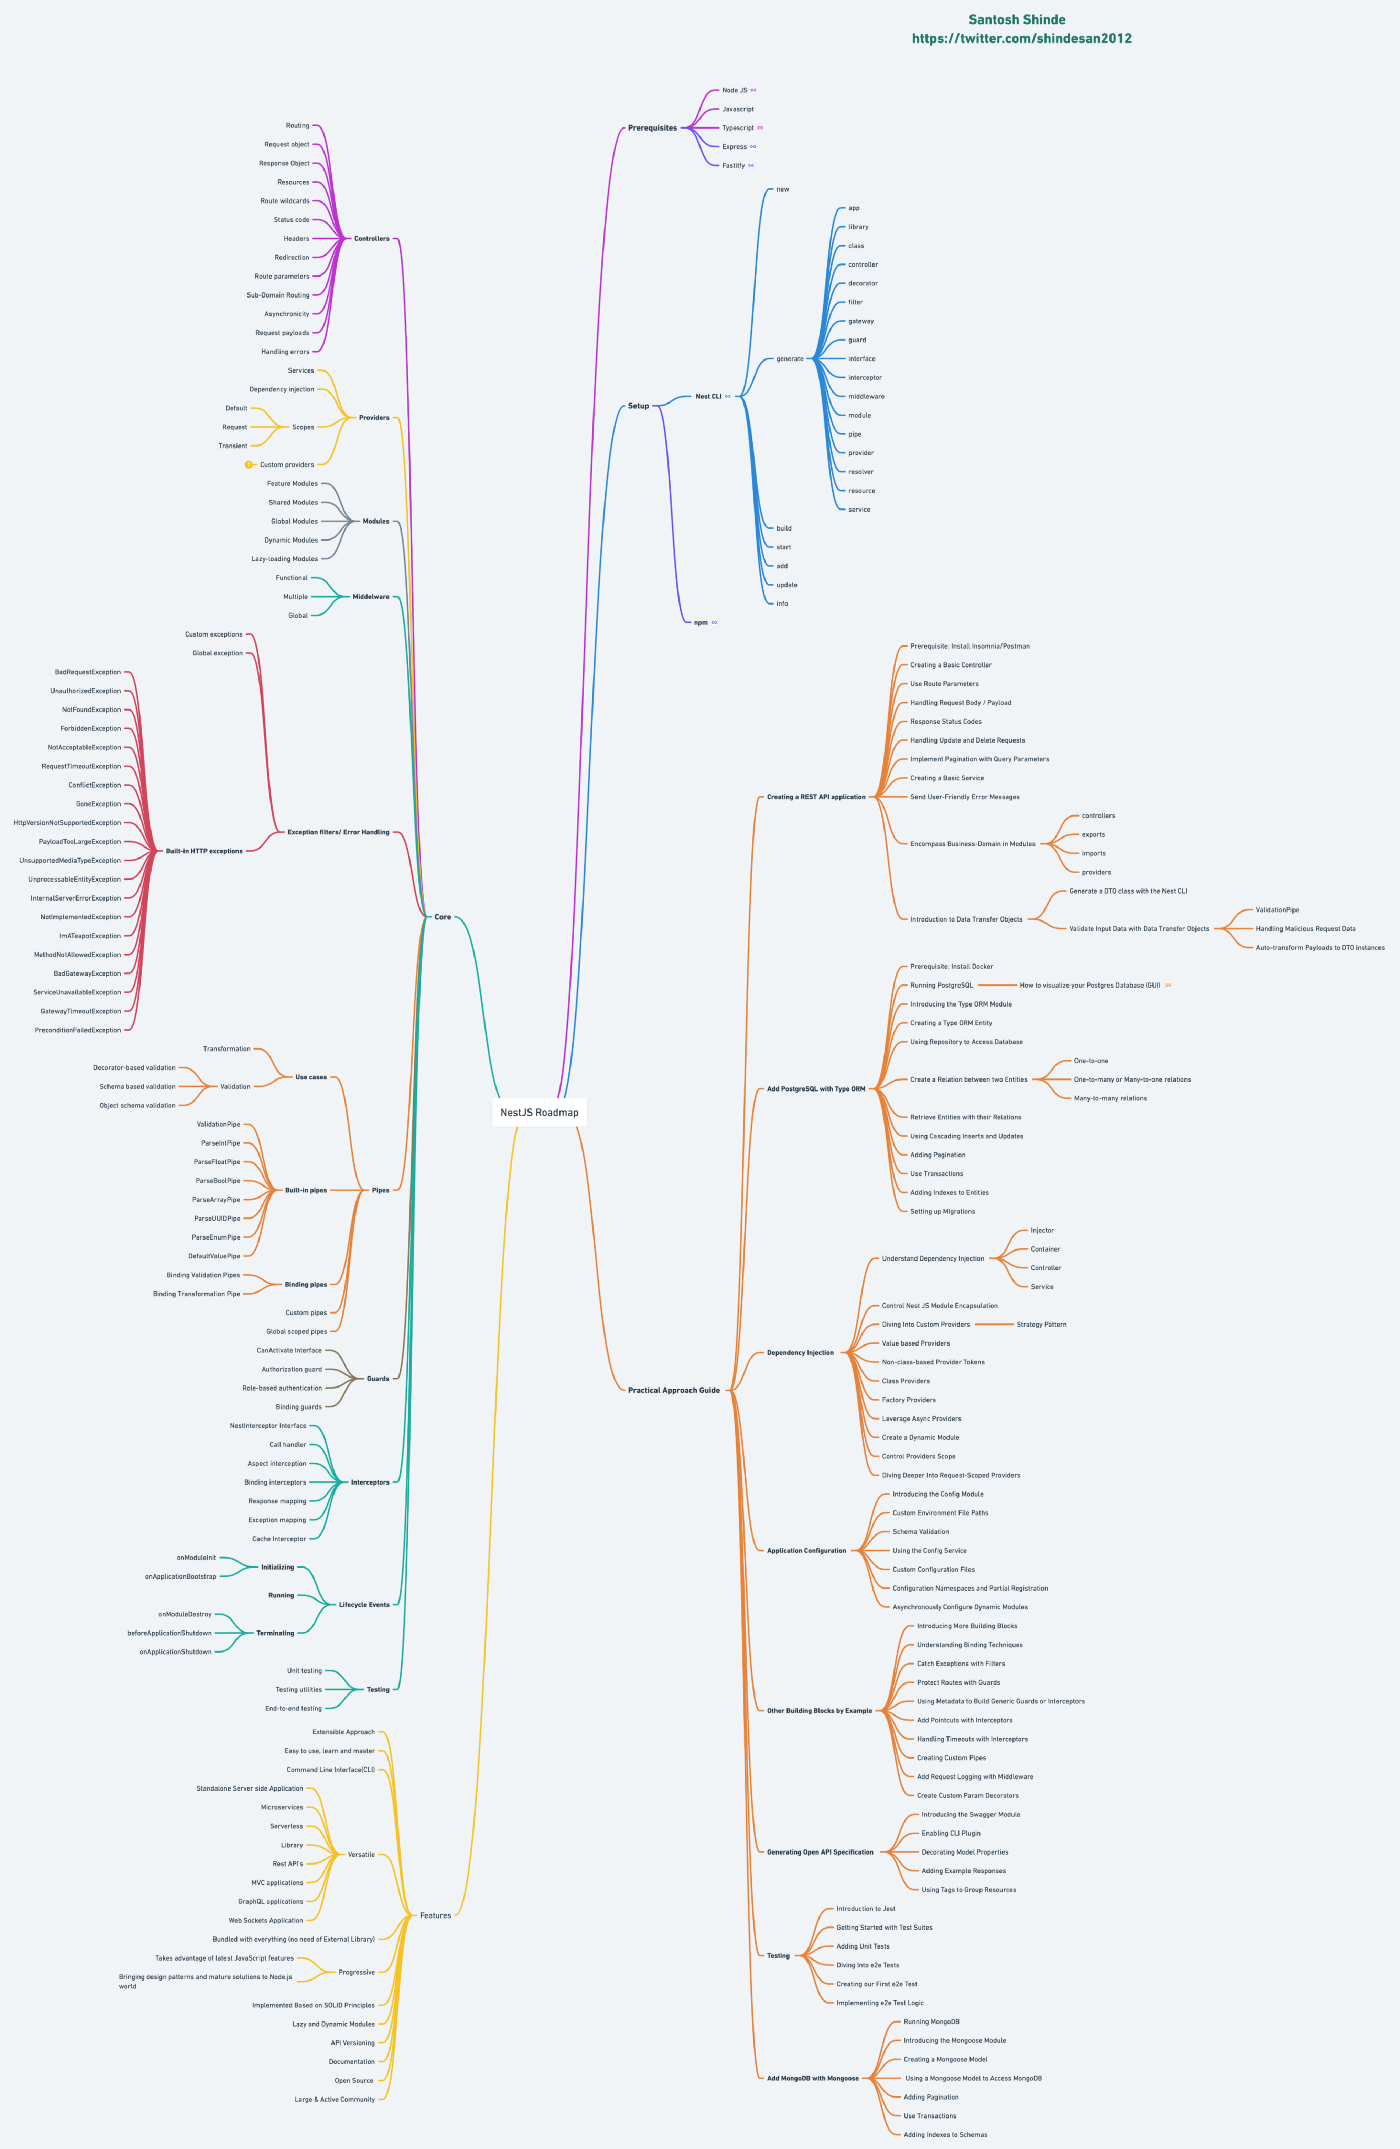 Santosh Shinde
https://twitter.com/shindesan2012
NestJS Roadmap
Prerequisites
Node JS
Javascript
Typescript
Express
Fastitfy
Setup
Nest CLI
new
generate
app
library
class
controller
decorator
filter
gateway
guard
interface
interceptor
middleware
module
pipe
provider
resolver
resource
service
build
start
add
update
info
npm
Practical Approach Guide
Creating a REST API application
Prerequisite: Install Insomnia/Postman
Creating a Basic Controller
Use Route Parameters
Handling Request Body / Payload
Response Status Codes
Handling Update and Delete Requests
Implement Pagination with Query Parameters
Creating a Basic Service
Send User-Friendly Error Messages
Encompass Business-Domain in Modules
controllers
exports
imports
providers
Introduction to Data Transfer Objects
Generate a DTO class with the Nest CLI
Validate Input Data with Data Transfer Objects
ValidationPipe
Handling Malicious Request Data
Auto-transform Payloads to DTO instances
Add PostgreSQL with Type ORM
Prerequisite: Install Docker
Running PostgreSQL
How to visualize your Postgres Database (GUI)
Introducing the Type ORM Module
Creating a Type ORM Entity
Using Repository to Access Database
Create a Relation between two Entities
One-to-one
One-to-many or Many-to-one relations
Many-to-many relations
Retrieve Entities with their Relations
Using Cascading Inserts and Updates
Adding Pagination
Use Transactions
Adding Indexes to Entities
Setting up Migrations
Dependency Injection
Understand Dependency Injection
Injector
Container
Controller
Service
Control Nest JS Module Encapsulation
Diving Into Custom Providers
Strategy Pattern
Value based Providers
Non-class-based Provider Tokens
Class Providers
Factory Providers
Leverage Async Providers
Create a Dynamic Module
Control Providers Scope
Diving Deeper Into Request-Scoped Providers
Application Configuration
Introducing the Config Module
Custom Environment File Paths
Schema Validation
Using the Config Service
Custom Configuration Files
Configuration Namespaces and Partial Registration
Asynchronously Configure Dynamic Modules
Other Building Blocks by Example
Introducing More Building Blocks
Understanding Binding Techniques
Catch Exceptions with Filters
Protect Routes with Guards
Using Metadata to Build Generic Guards or Interceptors
Add Pointcuts with Interceptors
Handling Timeouts with Interceptors
Creating Custom Pipes
Add Request Logging with Middleware
Create Custom Param Decorators
Generating Open API Specification
Introducing the Swagger Module
Enabling CLI Plugin
Decorating Model Properties
Adding Example Responses
Using Tags to Group Resources
Testing
Introduction to Jest
Getting Started with Test Suites
Adding Unit Tests
Diving Into e2e Tests
Creating our First e2e Test
Implementing e2e Test Logic
Add MongoDB with Mongoose
Running MongoDB
Introducing the Mongoose Module
Creating a Mongoose Model
Using a Mongoose Model to Access MongoDB
Adding Pagination
Use Transactions
Adding Indexes to Schemas
Core
Controllers
Routing
Request object
Response Object
Resources
Route wildcards
Status code
Headers
Redirection
Route parameters
Sub-Domain Routing
Asynchronicity
Request payloads
Handling errors
Providers
Services
Dependency injection
Scopes
Default
Request
Transient
Custom providers
Modules
Feature Modules
Shared Modules
Global Modules
Dynamic Modules
Lazy-loading Modules
Middelware
Functional
Multiple
Global
Exception filters/ Error Handling
Custom exceptions
Global exception
Built-in HTTP exceptions
BadRequestException
UnauthorizedException
NotFoundException
ForbiddenException
NotAcceptableException
RequestTimeoutException
ConflictException
GoneException
HttpVersionNotSupportedException
PayloadTooLargeException
UnsupportedMediaTypeException
UnprocessableEntityException
InternalServerErrorException
NotImplementedException
ImATeapotException
MethodNotAllowedException
BadGatewayException
ServiceUnavailableException
GatewayTimeoutException
PreconditionFailedException
Pipes
Use cases
Transformation
Validation
Decorator-based validation
Schema based validation
Object schema validation
Built-in pipes
ValidationPipe
ParseIntPipe
ParseFloatPipe
ParseBoolPipe
ParseArrayPipe
ParseUUIDPipe
ParseEnumPipe
DefaultValuePipe
Binding pipes
Binding Validation Pipes
Binding Transformation Pipe
Custom pipes
Global scoped pipes
Guards
CanActivate Interface
Authorization guard
Role-based authentication
Binding guards
Interceptors
NestInterceptor Interface
Call handler
Aspect interception
Binding iinterceptors
Response mapping
Exception mapping
Cache Interceptor
Lifecycle Events
Initializing
onModuleInit
onApplicationBootstrap
Running
Terminating
onModuleDestroy
beforeApplicationShutdown
onApplicationShutdown
Testing
Unit testing
Testing utilities
End-to-end testing
Features
Extensible Approach
Easy to use, learn and master
Command Line Interface(CLI)
Versatile
Standalone Server side Application
Microservices
Serverless
Library
Rest API's
MVC applications
GraphQL applications
Web Sockets Application
Bundled with everything (no need of External Library)
Progressive
Takes advantage of latest JavaScript features
Bringing design patterns and mature solutions to Node.js
world
Implemented Based on SOLID Principles
Lazy and Dynamic Modules
API Versioning
Documentation
Open Source
Large & Active Community